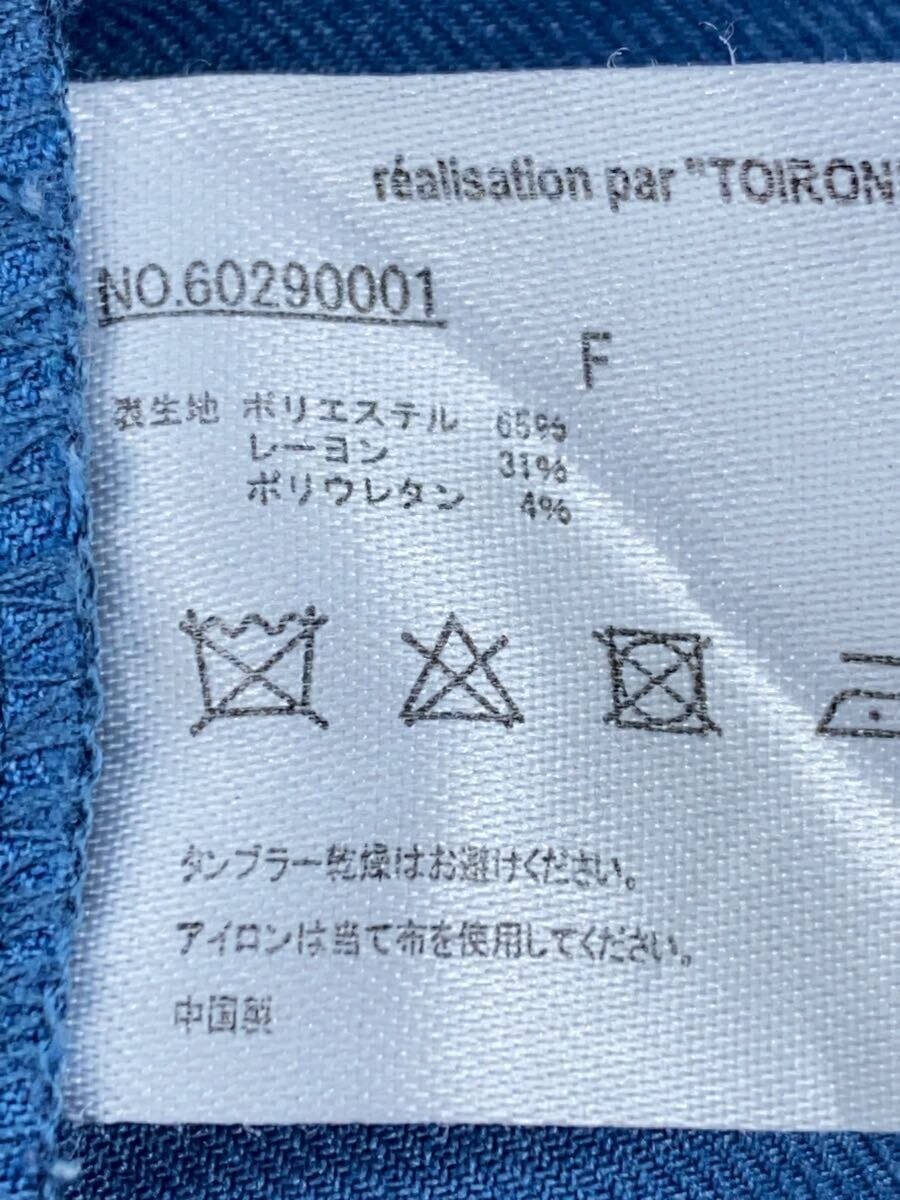 réalisation par "TOIRON"
NO.60290001
F
表生地 ポリエステル 65%
レーヨン 31%
ポリウレタン 4%
タンブラー乾燥はお避けください。
アイロンは当て布を使用してください。
中国製